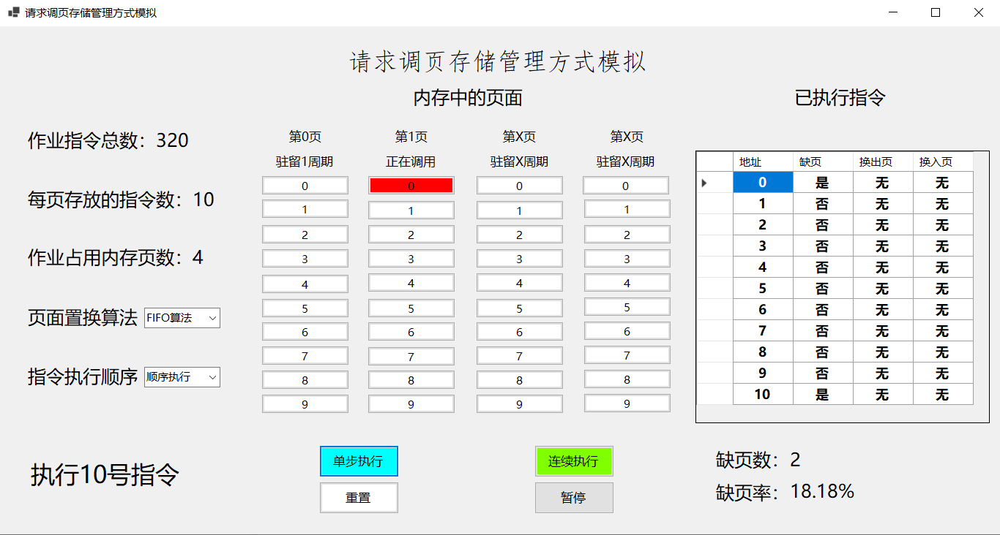 请求调页存储管理方式模拟
请求调页存储管理方式模拟
内存中的页面
已执行指令
作业指令总数：320
每页存放的指令数：10
作业占用内存页数：4
页面置换算法 FIFO算法
指令执行顺序 顺序执行
第0页 第1页 第X页 第X页
驻留1周期 正在调用 驻留X周期 驻留X周期
0 0 0 0
1 1 1 1
2 2 2 2
3 3 3 3
4 4 4 4
5 5 5 5
6 6 6 6
7 7 7 7
8 8 8 8
9 9 9 9
地址 缺页 换出页 换入页
0 是 无 无
1 否 无 无
2 否 无 无
3 否 无 无
4 否 无 无
5 否 无 无
6 否 无 无
7 否 无 无
8 否 无 无
9 否 无 无
10 是 无 无
执行10号指令
单步执行 连续执行
重置 暂停
缺页数：2
缺页率：18.18%